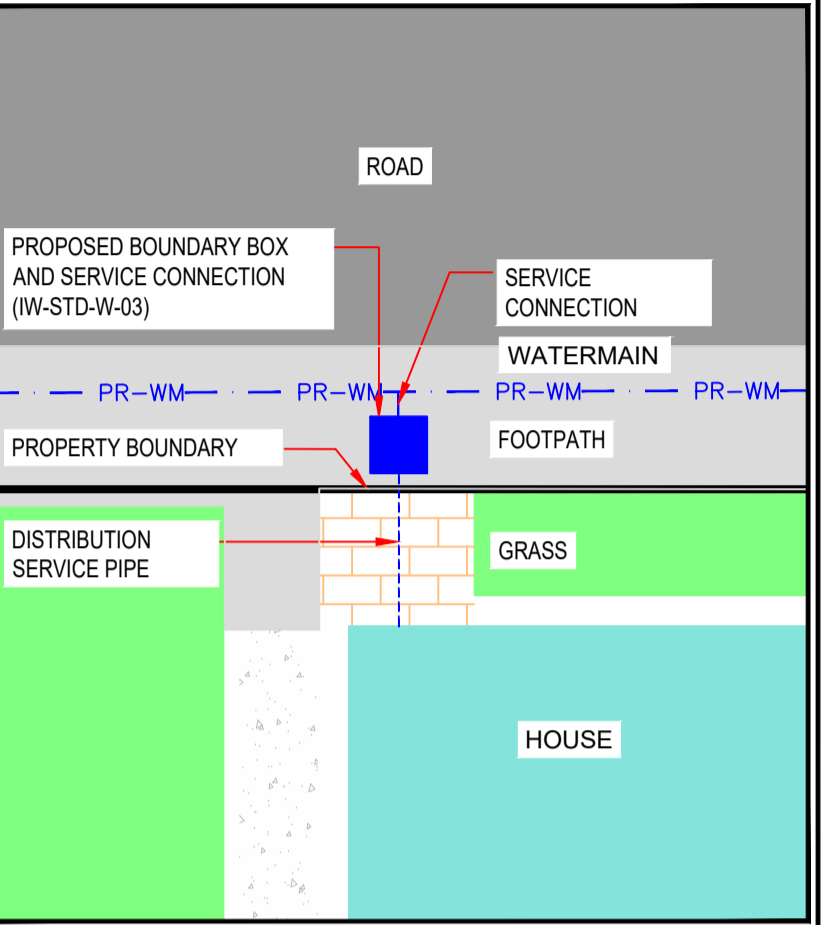 ROAD
PROPOSED BOUNDARY BOX
AND SERVICE CONNECTION
(IW-STD-W-03)
SERVICE
CONNECTION
WATERMAIN
PR-WM PR-WM PR-WM PR-WM
PROPERTY BOUNDARY
FOOTPATH
DISTRIBUTION
SERVICE PIPE
GRASS
HOUSE